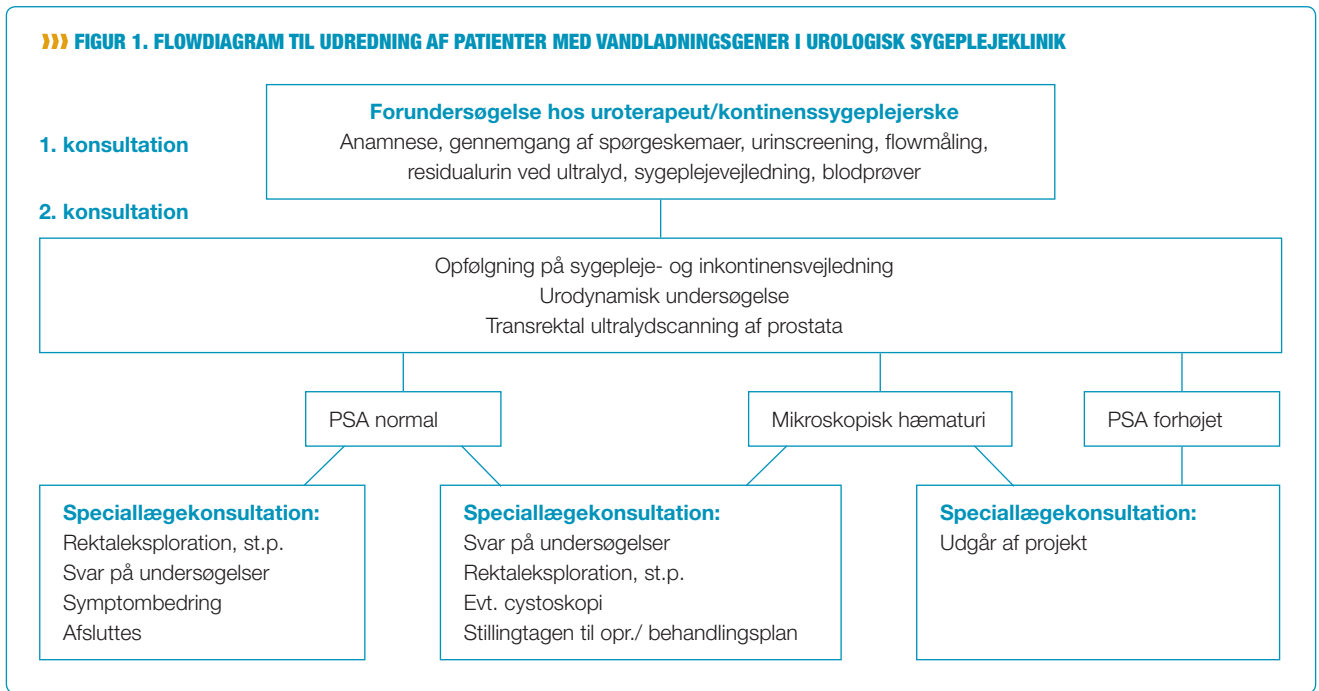 ››› FIGUR 1. FLOWDIAGRAM TIL UDREDNING AF PATIENTER MED VANDLADNINGSGENER I UROLOGISK SYGEPLEJEKLINIK
1. konsultation
Forundersøgelse hos uroterapeut/kontinenssygeplejerske
Anamnese, gennemgang af spørgeskemaer, urinscreening, flowmåling,
residualurin ved ultralyd, sygeplejevejledning, blodprøver
2. konsultation
Opfølgning på sygepleje- og inkontinensvejledning
Urodynamisk undersøgelse
Transrektal ultralydscanning af prostata
PSA normal
Mikroskopisk hæmaturi
PSA forhøjet
Speciallægekonsultation:
Rektaleksploration, st.p.
Svar på undersøgelser
Symptombedring
Afsluttes
Speciallægekonsultation:
Svar på undersøgelser
Rektaleksploration, st.p.
Evt. cystoskopi
Stillingtagen til opr./ behandlingsplan
Speciallægekonsultation:
Udgår af projekt